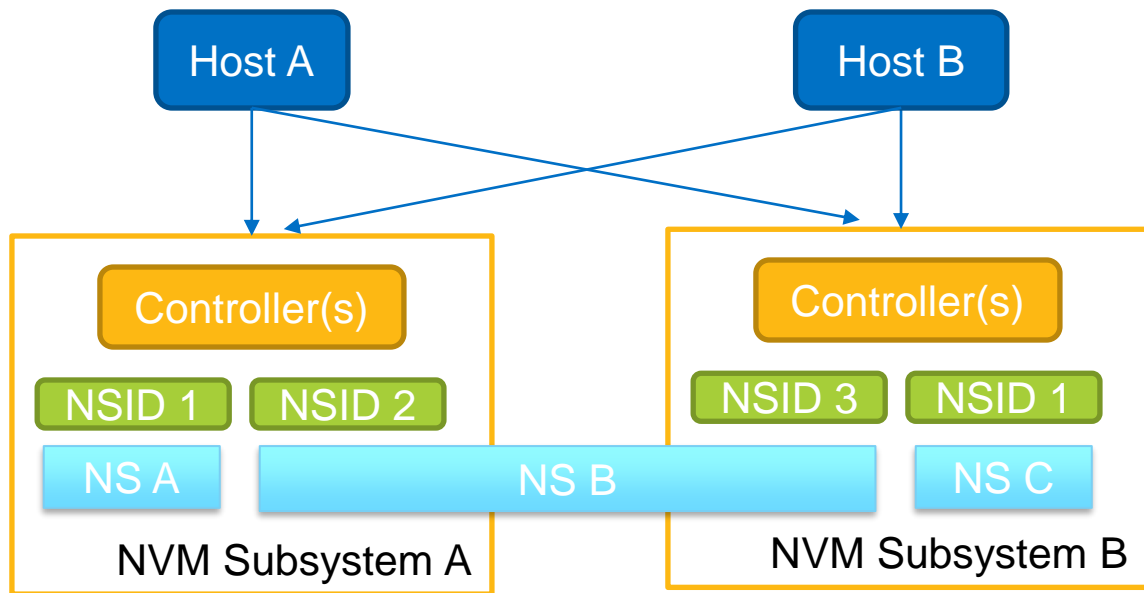 Host A
Host B
Controller(s)
Controller(s)
NSID 1
NSID 2
NSID 3
NSID 1
NS A
NS B
NS C
NVM Subsystem A
NVM Subsystem B